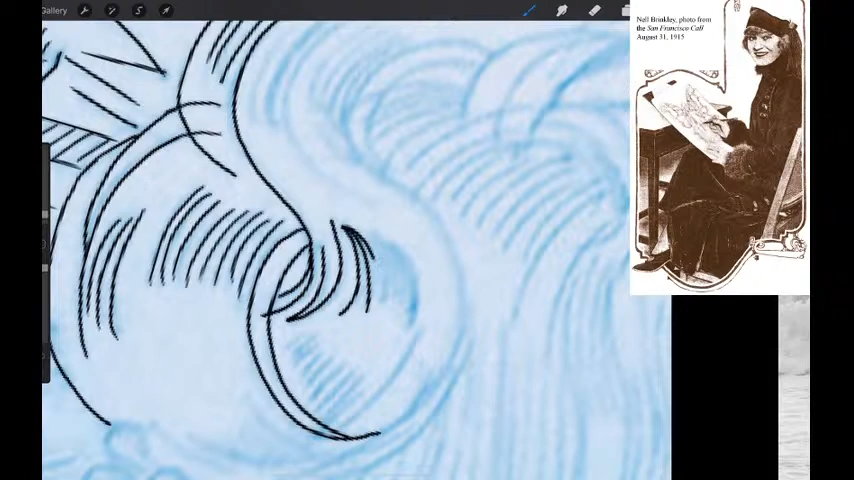 Gallery
Nell Brinkley, photo from
the San Francisco Call
August 31, 1915